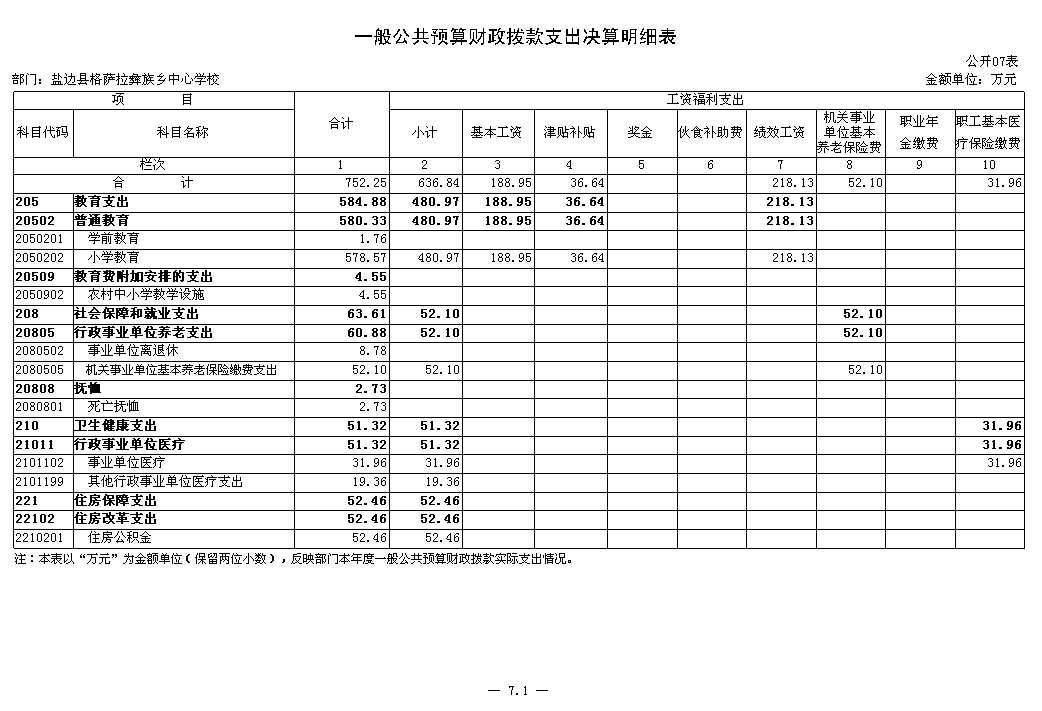 一般公共预算财政拨款支出决算明细表
公开07表
部门：盐边县格萨拉彝族乡中心学校 金额单位：万元
项 目 合计 工资福利支出
科目代码 科目名称 小计 基本工资 津贴补贴 奖金 伙食补助费 绩效工资 机关事业单位基本养老保险费 职业年金缴费 职工基本医疗保险缴费
栏次 1 2 3 4 5 6 7 8 9 10
合 计 752.25 636.84 188.95 36.64 218.13 52.10 31.96
205 教育支出 584.88 480.97 188.95 36.64 218.13
20502 普通教育 580.33 480.97 188.95 36.64 218.13
2050201 学前教育 1.76
2050202 小学教育 578.57 480.97 188.95 36.64 218.13
20509 教育费附加安排的支出 4.55
2050902 农村中小学教学设施 4.55
208 社会保障和就业支出 63.61 52.10 52.10
20805 行政事业单位养老支出 60.88 52.10 52.10
2080502 事业单位离退休 8.78
2080505 机关事业单位基本养老保险缴费支出 52.10 52.10 52.10
20808 抚恤 2.73
2080801 死亡抚恤 2.73
210 卫生健康支出 51.32 51.32 31.96
21011 行政事业单位医疗 51.32 51.32 31.96
2101102 事业单位医疗 31.96 31.96 31.96
2101199 其他行政事业单位医疗支出 19.36 19.36
221 住房保障支出 52.46 52.46
22102 住房改革支出 52.46 52.46
2210201 住房公积金 52.46 52.46
注：本表以“万元”为金额单位（保留两位小数），反映部门本年度一般公共预算财政拨款实际支出情况。
— 7.1 —